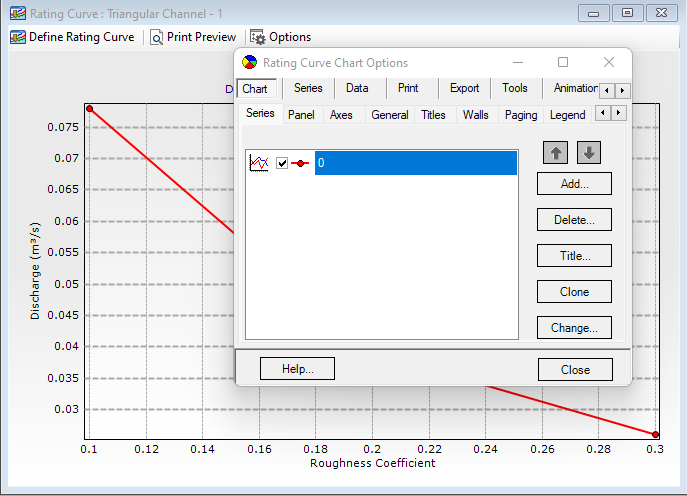 Rating Curve : Triangular Channel - 1
Define Rating Curve Print Preview Options
D
Rating Curve Chart Options
Chart Series Data Print Export Tools Animation
Series Panel Axes General Titles Walls Paging Legend
0
Add...
Delete...
Title...
Clone
Change...
Help... Close
Discharge (m³/s)
0.075
0.07
0.065
0.06
0.055
0.05
0.045
0.04
0.035
0.03
0.1 0.12 0.14 0.16 0.18 0.2 0.22 0.24 0.26 0.28 0.3
Roughness Coefficient